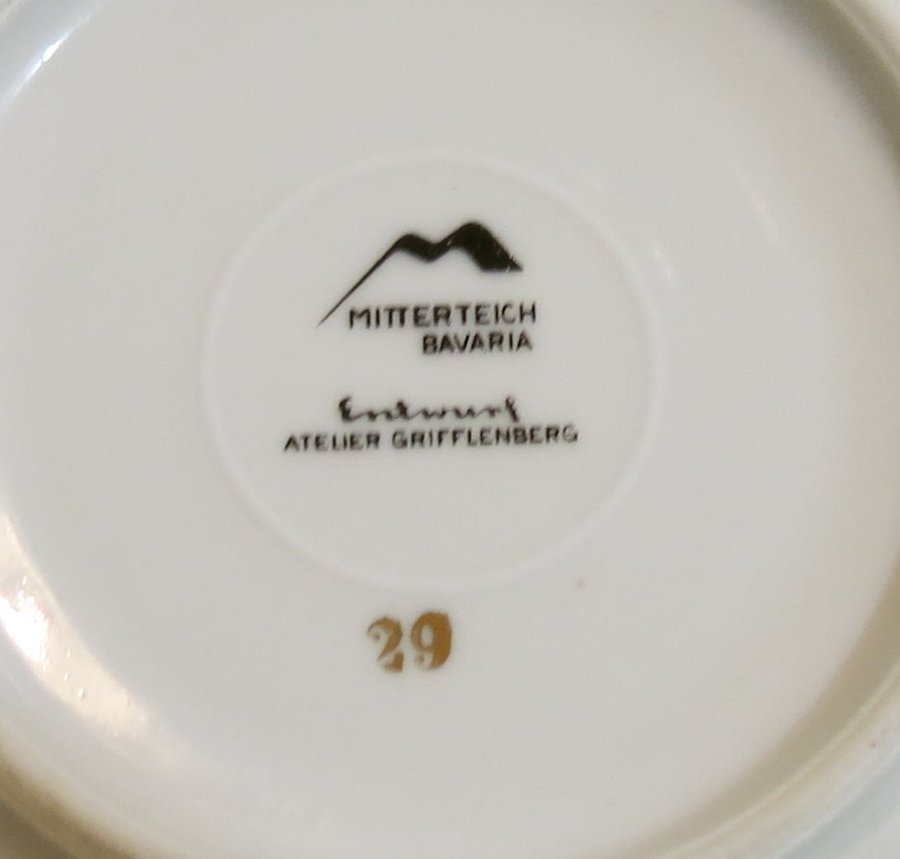 MITTERTEICH
BAVARIA
Entwurf
ATELIER GRIFFLENBERG
29